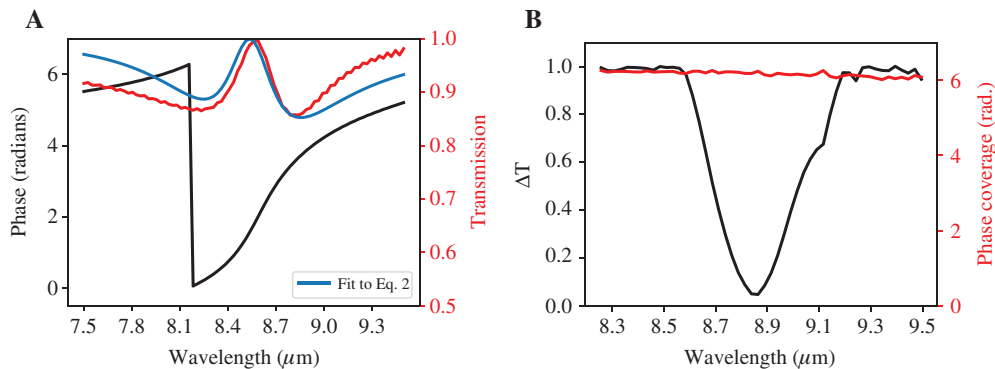 A
Phase (radians)
6
4
2
0
1.0
0.9
0.8
0.7
0.6
0.5
Transmission
Fit to Eq. 2
7.5 7.8 8.1 8.4 8.7 9.0 9.3
Wavelength (μm)
B
ΔT
1.0
0.8
0.6
0.4
0.2
0.0
6
4
2
0
Phase coverage (rad.)
8.3 8.5 8.7 8.9 9.1 9.3 9.5
Wavelength (μm)